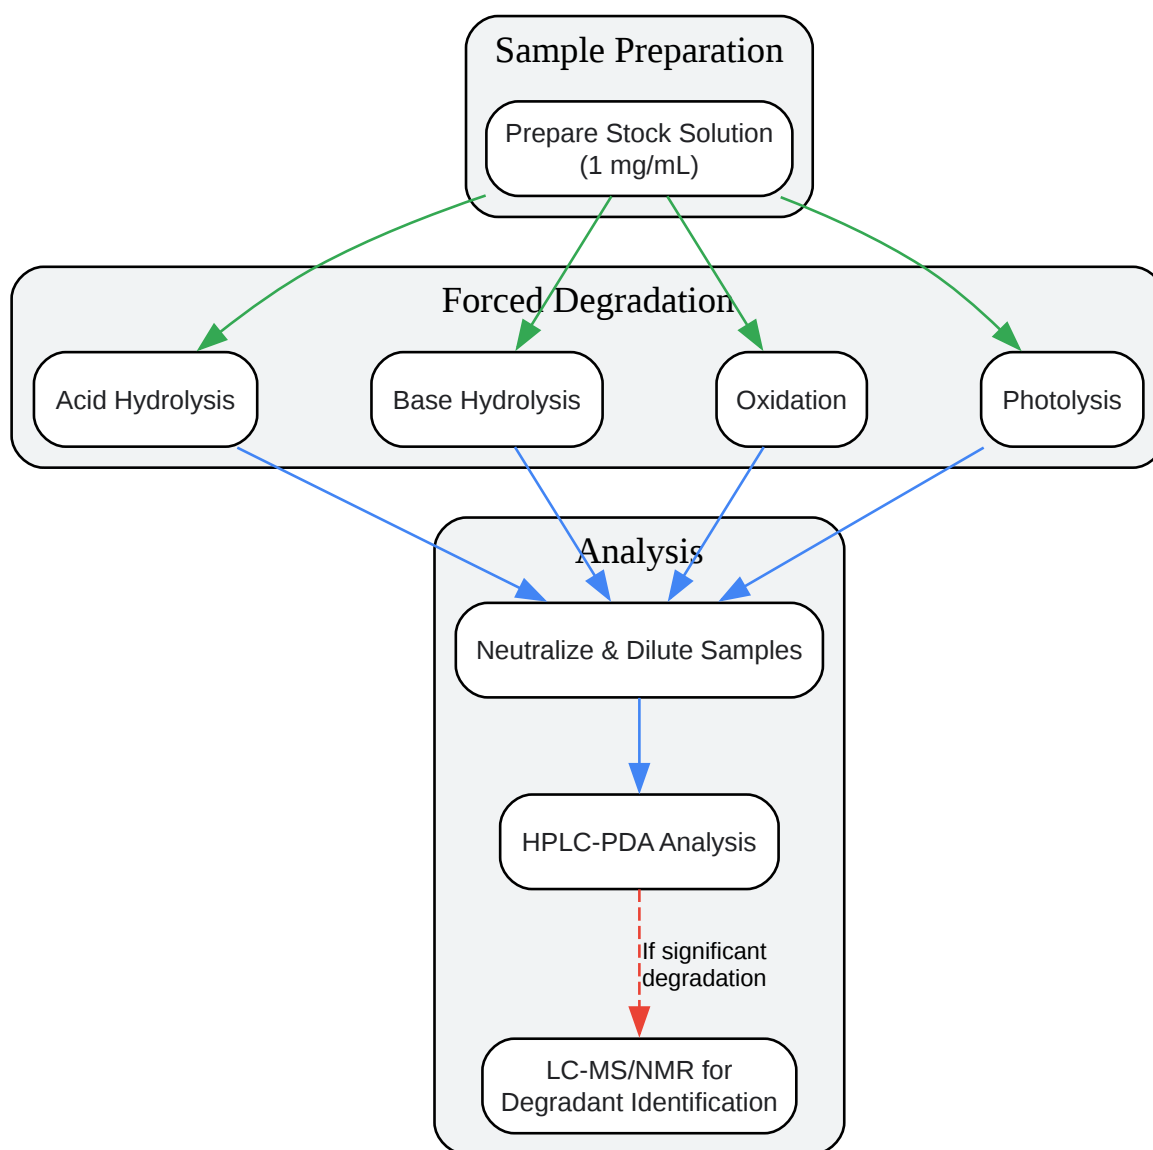 Sample Preparation
Prepare Stock Solution
(1 mg/mL)
Forced Degradation
Acid Hydrolysis
Base Hydrolysis
Oxidation
Photolysis
Analysis
Neutralize & Dilute Samples
HPLC-PDA Analysis
If significant
degradation
LC-MS/NMR for
Degradant Identification